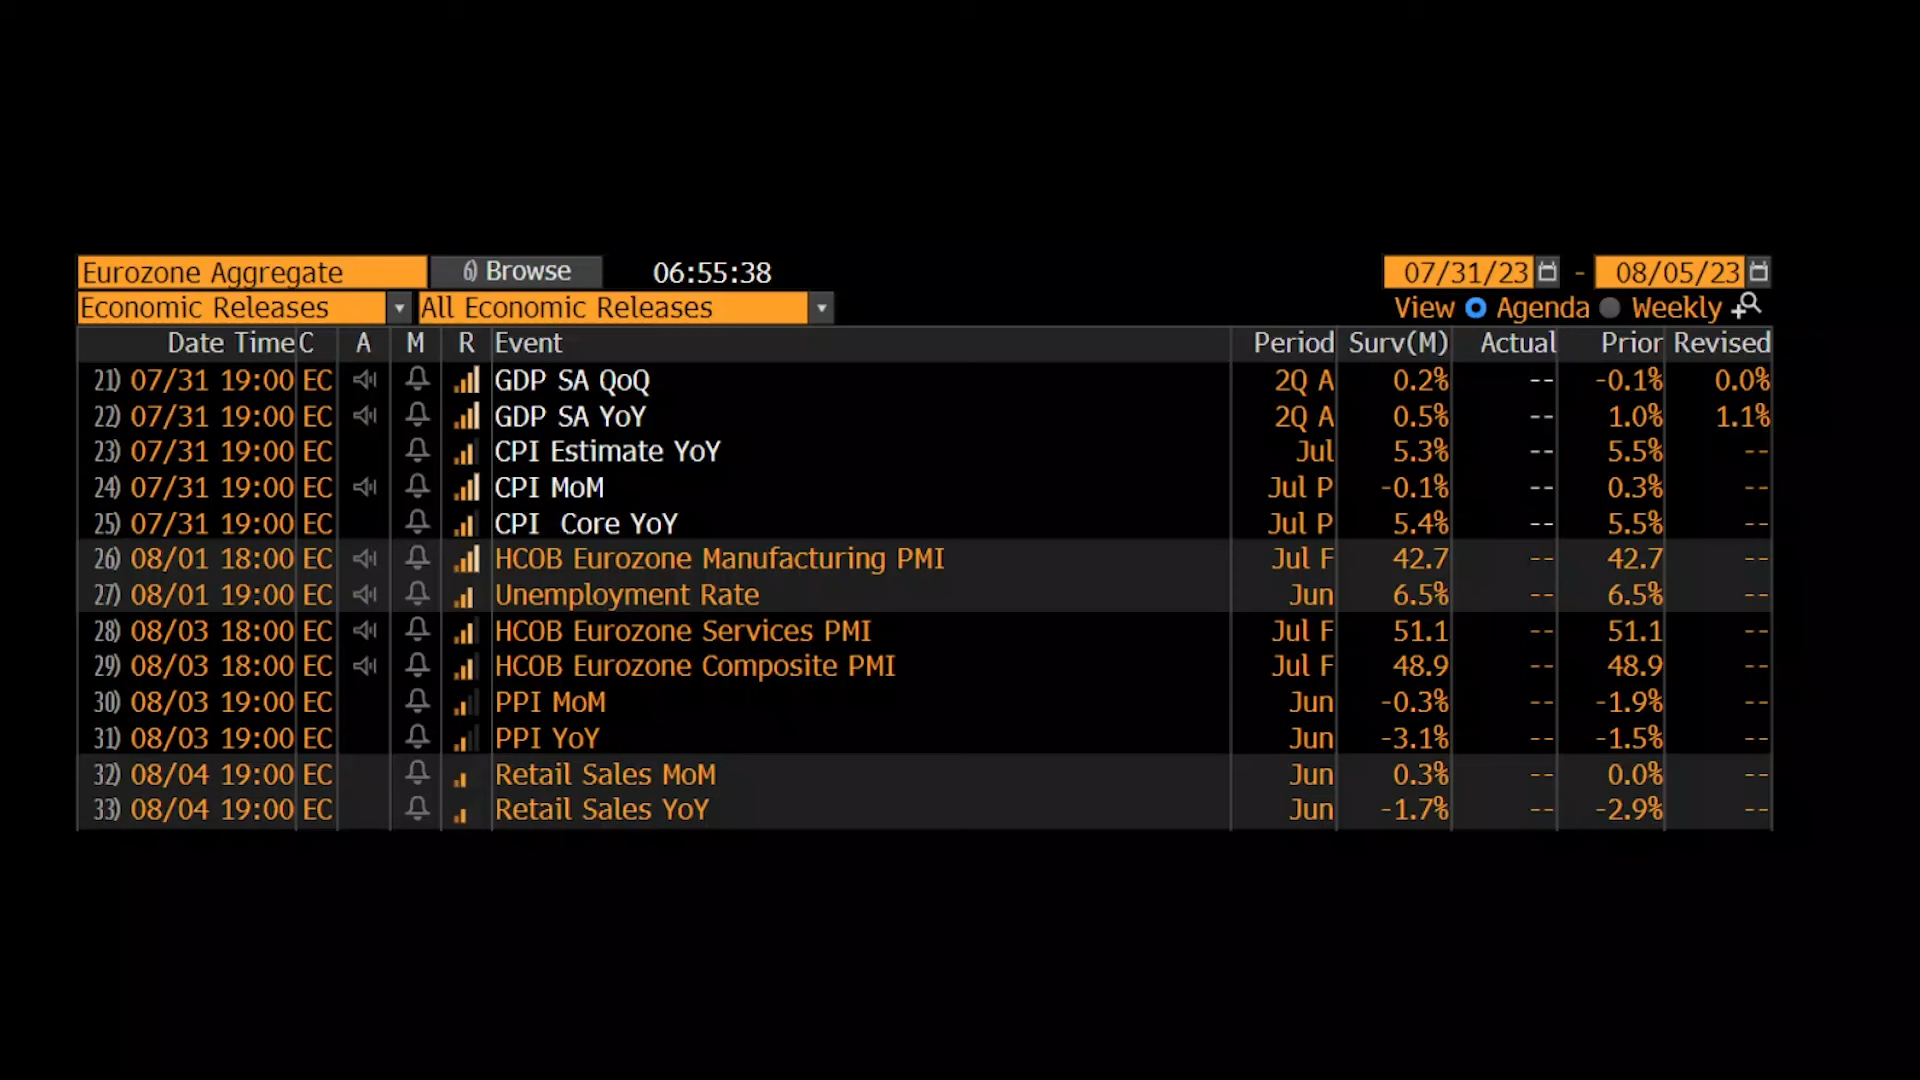 Eurozone Aggregate 6) Browse 06:55:38 07/31/23 - 08/05/23
Economic Releases All Economic Releases View Agenda Weekly
Date Time C A M R Event Period Surv(M) Actual Prior Revised
21) 07/31 19:00 EC GDP SA QoQ 2Q A 0.2% -- -0.1% 0.0%
22) 07/31 19:00 EC GDP SA YoY 2Q A 0.5% -- 1.0% 1.1%
23) 07/31 19:00 EC CPI Estimate YoY Jul 5.3% -- 5.5% --
24) 07/31 19:00 EC CPI MoM Jul P -0.1% -- 0.3% --
25) 07/31 19:00 EC CPI Core YoY Jul P 5.4% -- 5.5% --
26) 08/01 18:00 EC HCOB Eurozone Manufacturing PMI Jul F 42.7 -- 42.7 --
27) 08/01 19:00 EC Unemployment Rate Jun 6.5% -- 6.5% --
28) 08/03 18:00 EC HCOB Eurozone Services PMI Jul F 51.1 -- 51.1 --
29) 08/03 18:00 EC HCOB Eurozone Composite PMI Jul F 48.9 -- 48.9 --
30) 08/03 19:00 EC PPI MoM Jun -0.3% -- -1.9% --
31) 08/03 19:00 EC PPI YoY Jun -3.1% -- -1.5% --
32) 08/04 19:00 EC Retail Sales MoM Jun 0.3% -- 0.0% --
33) 08/04 19:00 EC Retail Sales YoY Jun -1.7% -- -2.9% --